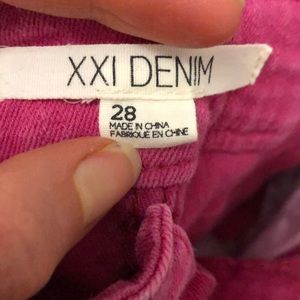 XXI DENIM
28
MADE IN CHINA
FABRIQUÉ EN CHINE